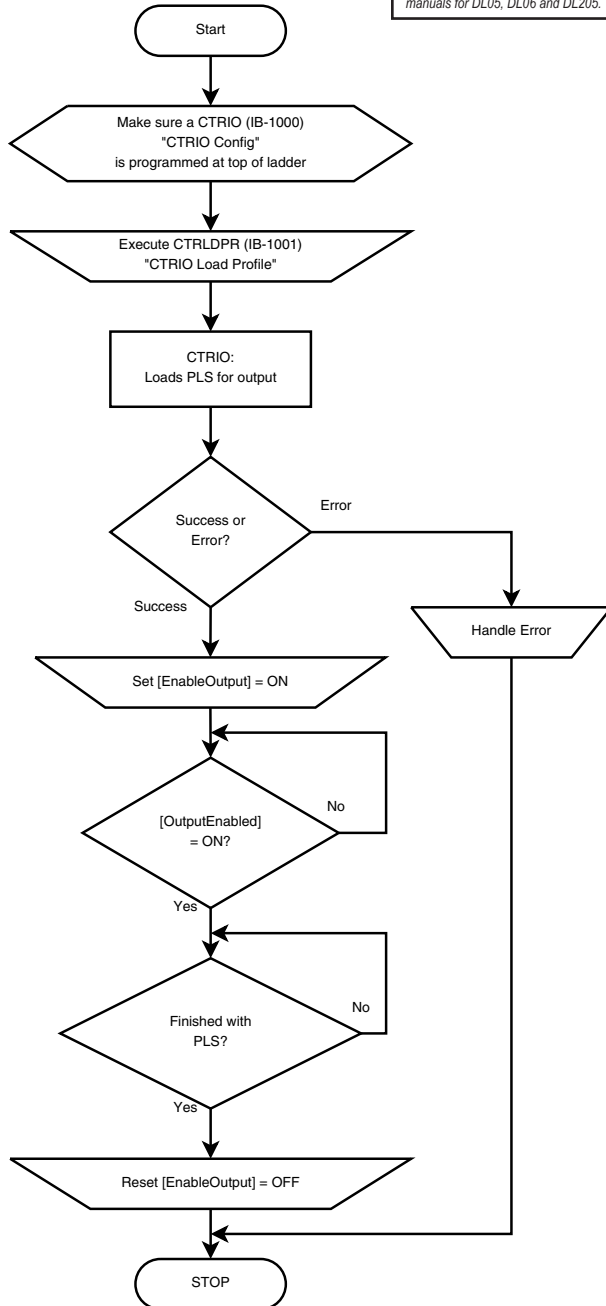 manuals for DL05, DL06 and DL205.
Start
Make sure a CTRIO (IB-1000)
"CTRIO Config"
is programmed at top of ladder
Execute CTRLDPR (IB-1001)
"CTRIO Load Profile"
CTRIO:
Loads PLS for output
Success or
Error?
Error
Success
Handle Error
Set [EnableOutput] = ON
[OutputEnabled]
= ON?
No
Yes
Finished with
PLS?
No
Yes
Reset [EnableOutput] = OFF
STOP